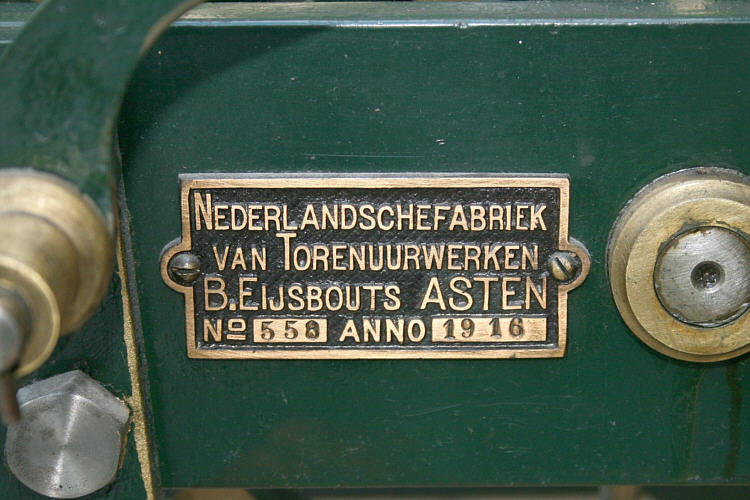 NEDERLANDSCHEFABRIEK
VAN TORENUURWERKEN
B.EIJSBOUTS ASTEN
No 558 ANNO 1916